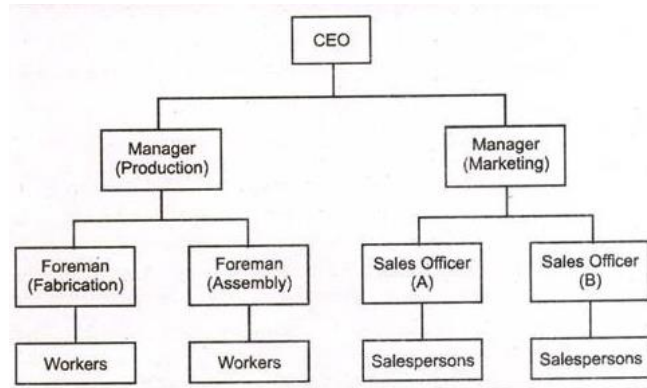 CEO
Manager
(Production)
Manager
(Marketing)
Foreman
(Fabrication)
Foreman
(Assembly)
Sales Officer
(A)
Sales Officer
(B)
Workers
Workers
Salespersons
Salespersons